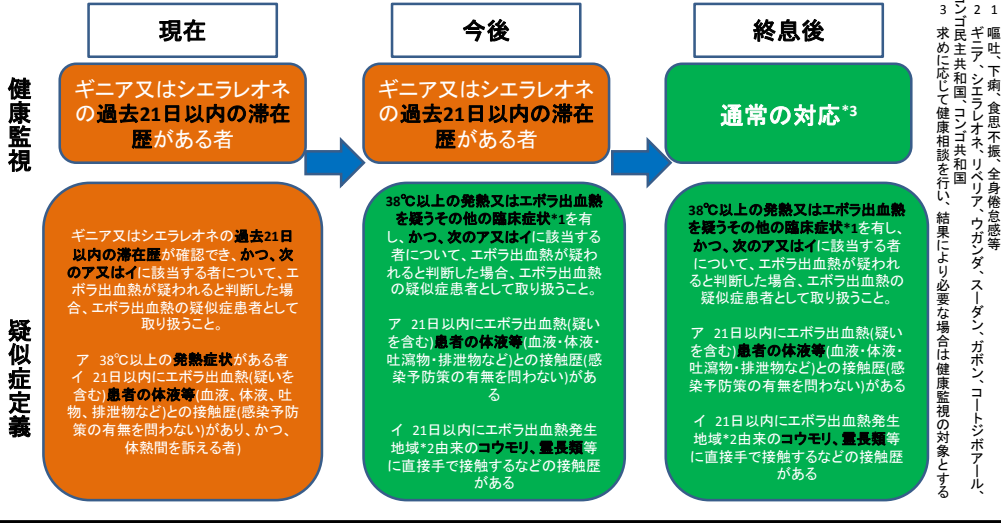 現在
今後
終息後
健康監視
ギニア又はシエラレオネ
の過去21日以内の滞在
歴がある者
ギニア又はシエラレオネ
の過去21日以内の滞在
歴がある者
通常の対応*3
疑似症定義
ギニア又はシエラレオネの過去21日
以内の滞在歴が確認でき、かつ、次
のア又はイに該当する者について、エ
ボラ出血熱が疑われると判断した場
合、エボラ出血熱の疑似症患者として
取り扱うこと。
ア 38℃以上の発熱症状がある者
イ 21日以内にエボラ出血熱(疑いを
含む)患者の体液等(血液、体液、吐
物、排泄物など)との接触歴(感染予防
策の有無を問わない)があり、かつ、
体熱間を訴える者)
38℃以上の発熱又はエボラ出血熱
を疑うその他の臨床症状*1を有
し、かつ、次のア又はイに該当する
者について、エボラ出血熱が疑わ
れると判断した場合、エボラ出血熱
の疑似症患者として取り扱うこと。
ア 21日以内にエボラ出血熱(疑い
を含む)患者の体液等(血液・体液・
吐瀉物・排泄物など)との接触歴(感
染予防策の有無を問わない)があ
る
イ 21日以内にエボラ出血熱発生
地域*2由来のコウモリ、霊長類等
に直接手で接触するなどの接触歴
がある
38℃以上の発熱又はエボラ出血熱
を疑うその他の臨床症状*1を有し、
かつ、次のア又はイに該当する者
について、エボラ出血熱が疑われ
ると判断した場合、エボラ出血熱の
疑似症患者として取り扱うこと。
ア 21日以内にエボラ出血熱(疑い
を含む)患者の体液等(血液・体液・
吐瀉物・排泄物など)との接触歴(感
染予防策の有無を問わない)がある
イ 21日以内にエボラ出血熱発生
地域*2由来のコウモリ、霊長類等
に直接手で接触するなどの接触歴
がある
1 嘔吐、下痢、食思不振、全身倦怠感等
2 ギニア、シエラレオネ、リベリア、ウガンダ、スーダン、ガボン、コートジボアール、
コンゴ民主共和国、コンゴ共和国
3 求めに応じて健康相談を行い、結果により必要な場合は健康監視の対象とする